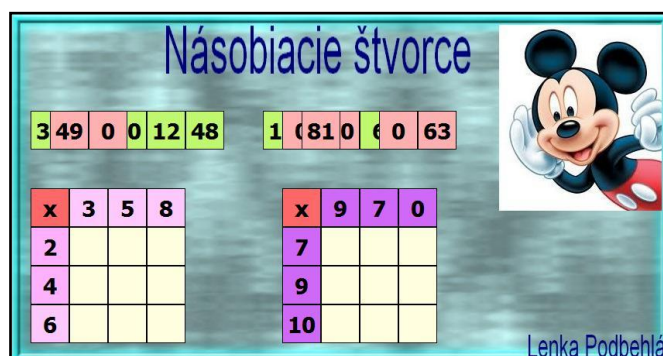 Násobiacie štvorce
3 49 0 0 12 48
1 81 0 6 0 63
x 3 5 8
2
4
6
x 9 7 0
7
9
10
Lenka Podbehlá